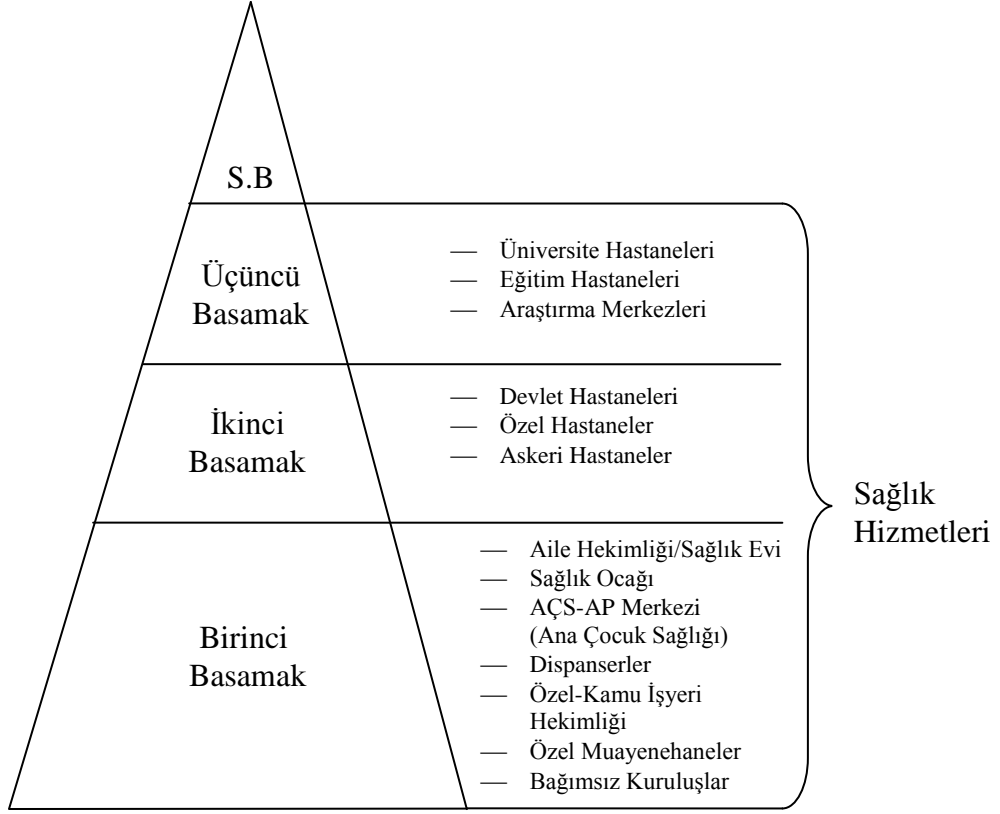 S.B
Üçüncü
Basamak
— Üniversite Hastaneleri
— Eğitim Hastaneleri
— Araştırma Merkezleri
İkinci
Basamak
— Devlet Hastaneleri
— Özel Hastaneler
— Askeri Hastaneler
Birinci
Basamak
— Aile Hekimliği/Sağlık Evi
— Sağlık Ocağı
— AÇS-AP Merkezi
(Ana Çocuk Sağlığı)
— Dispanserler
— Özel-Kamu İşyeri
Hekimliği
— Özel Muayenehaneler
— Bağımsız Kuruluşlar
Sağlık
Hizmetleri